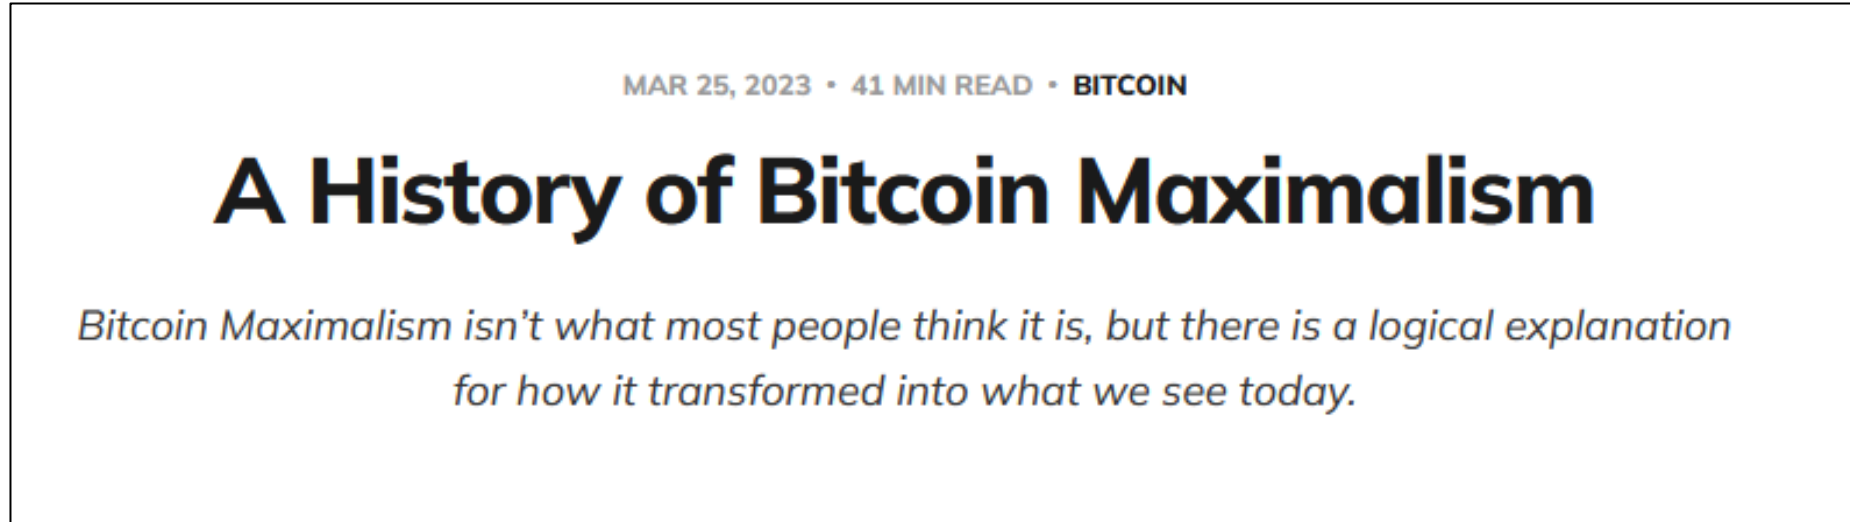 MAR 25, 2023 • 41 MIN READ • BITCOIN
A History of Bitcoin Maximalism
Bitcoin Maximalism isn’t what most people think it is, but there is a logical explanation
for how it transformed into what we see today.